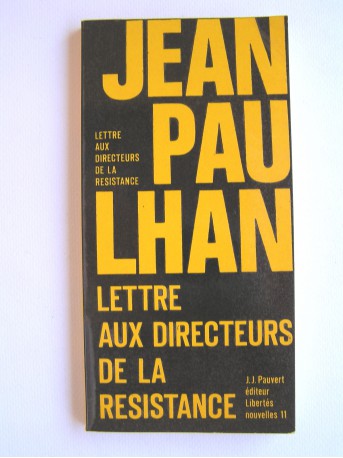 JEAN
PAU
LHAN
LETTRE
AUX
DIRECTEURS
DE LA
RESISTANCE
LETTRE
AUX DIRECTEURS
DE LA
RESISTANCE
J.J. Pauvert
éditeur
Libertés
nouvelles 11